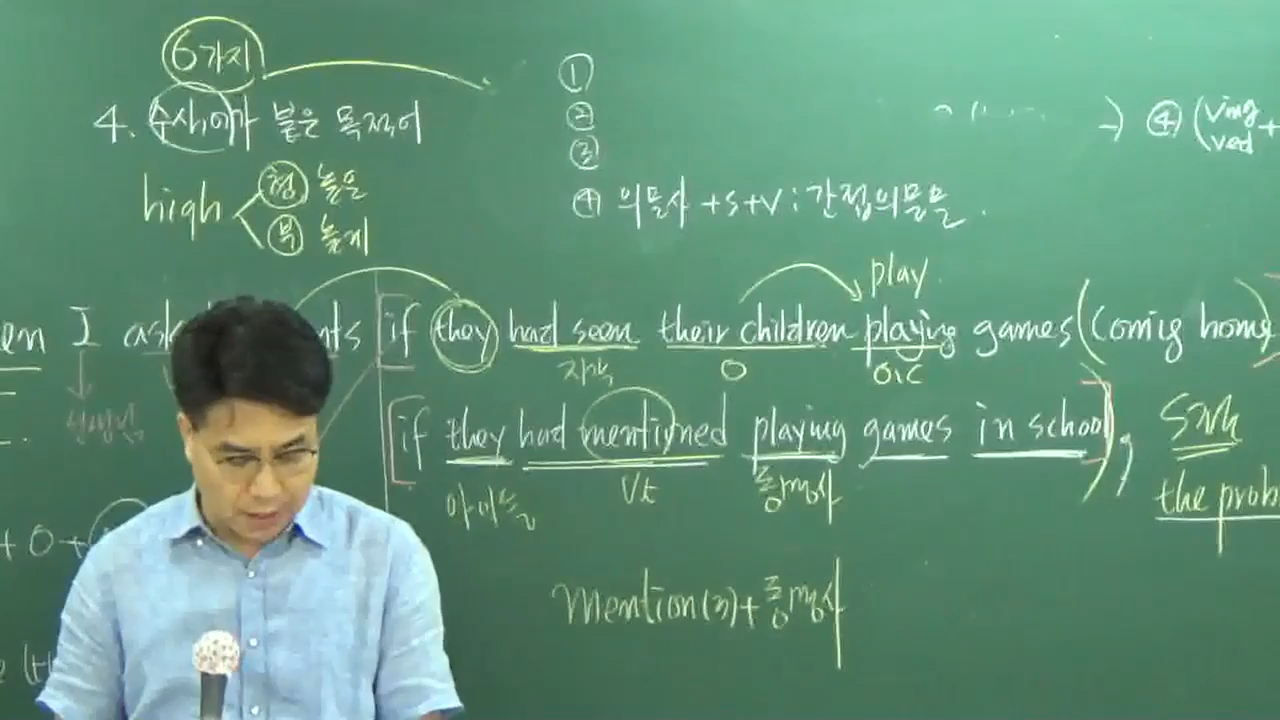 6가지
4. 수사어가 붙은 목적어
high
형 높은
부 높게
①
②
③
④ 의문사 + S + V : 간접의문문.
→ ④ (Ving
Ved +
play
I if they had seen their children playing games (Comig home)
지각 O O.C
if they had mentioned playing games in school),
아이들 Vt 동명사
the prob
+ O +
mention(3)+동명사